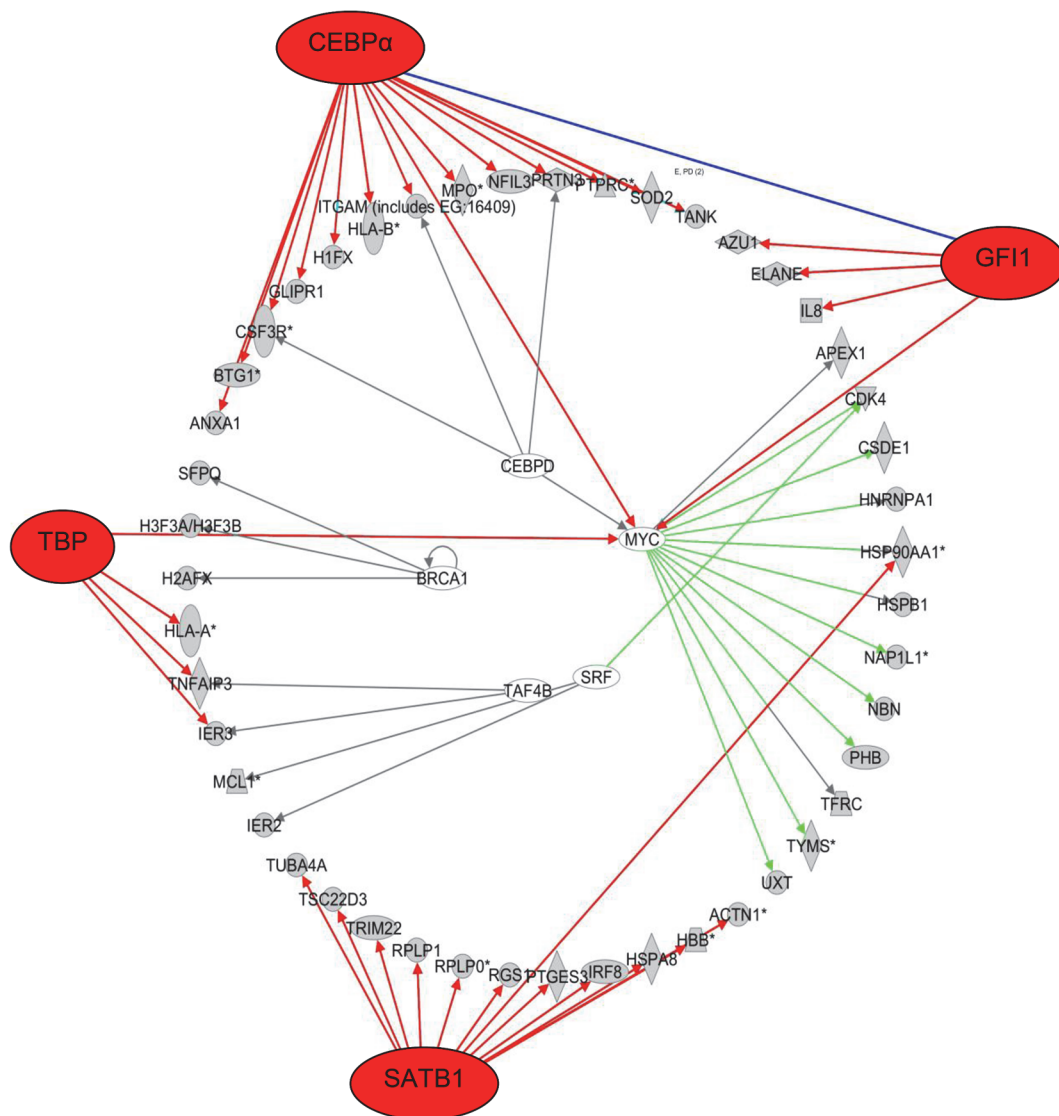 CEBPα
E, PD (2)
NFIL3
PRTN3
PTPRC*
MPO*
SOD2
ITGAM (includes EG:16409)
TANK
HLA-B*
AZU1
H1FX
GFI1
ELANE
GLIPR1
IL8
CSF3R*
APEX1
BTG1*
CDK4
ANXA1
CSDE1
CEBPD
SFPQ
HNRNPA1
H3F3A/H3F3B
TBP
MYC
HSP90AA1*
H2AFX
BRCA1
HSPB1
HLA-A*
NAP1L1*
TNFAIP3
TAF4B
SRF
NBN
IER3
PHB
MCL1*
TFRC
IER2
TYMS*
TUBA4A
UXT
TSC22D3
ACTN1*
TRIM22
HBB*
RPLP1
HSPA8
RPLP0*
RGS1
PTGES3
IRF8
SATB1